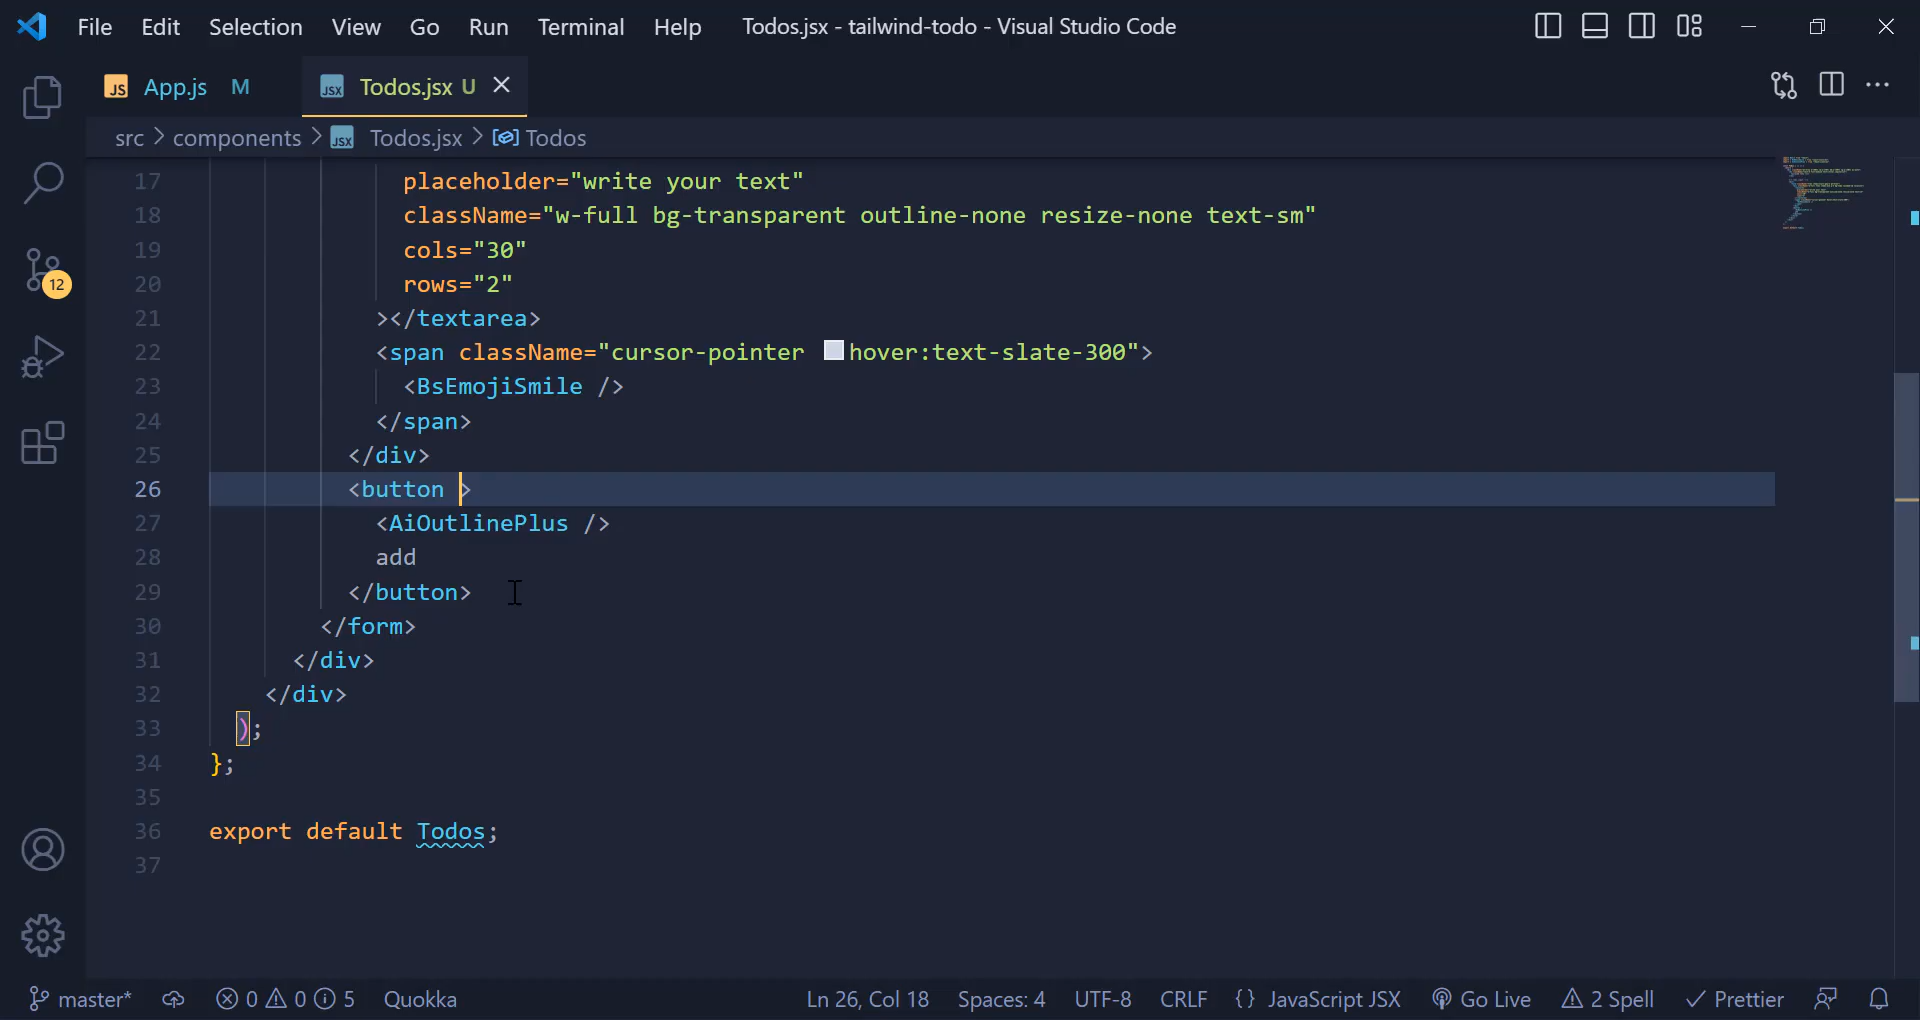 File Edit Selection View Go Run Terminal Help Todos.jsx - tailwind-todo - Visual Studio Code
JS App.js M JSX Todos.jsx U
src > components > JSX Todos.jsx > Todos
17 placeholder="write your text"
18 className="w-full bg-transparent outline-none resize-none text-sm"
19 cols="30"
20 rows="2"
21 ></textarea>
22 <span className="cursor-pointer hover:text-slate-300">
23 <BsEmojiSmile />
24 </span>
25 </div>
26 <button >
27 <AiOutlinePlus />
28 add
29 </button>
30 </form>
31 </div>
32 </div>
33 );
34 };
35
36 export default Todos;
37
12
master* 0 0 5 Quokka Ln 26, Col 18 Spaces: 4 UTF-8 CRLF {} JavaScript JSX Go Live 2 Spell Prettier